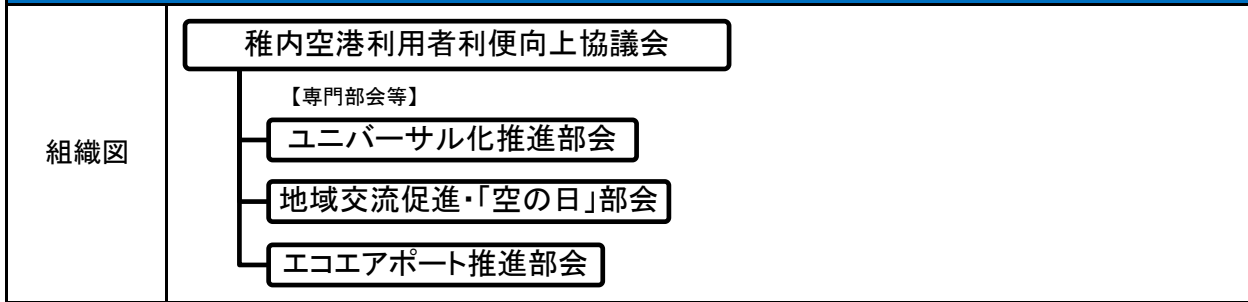 組織図
稚内空港利用者利便向上協議会
【専門部会等】
ユニバーサル化推進部会
地域交流促進・「空の日」部会
エコエアポート推進部会